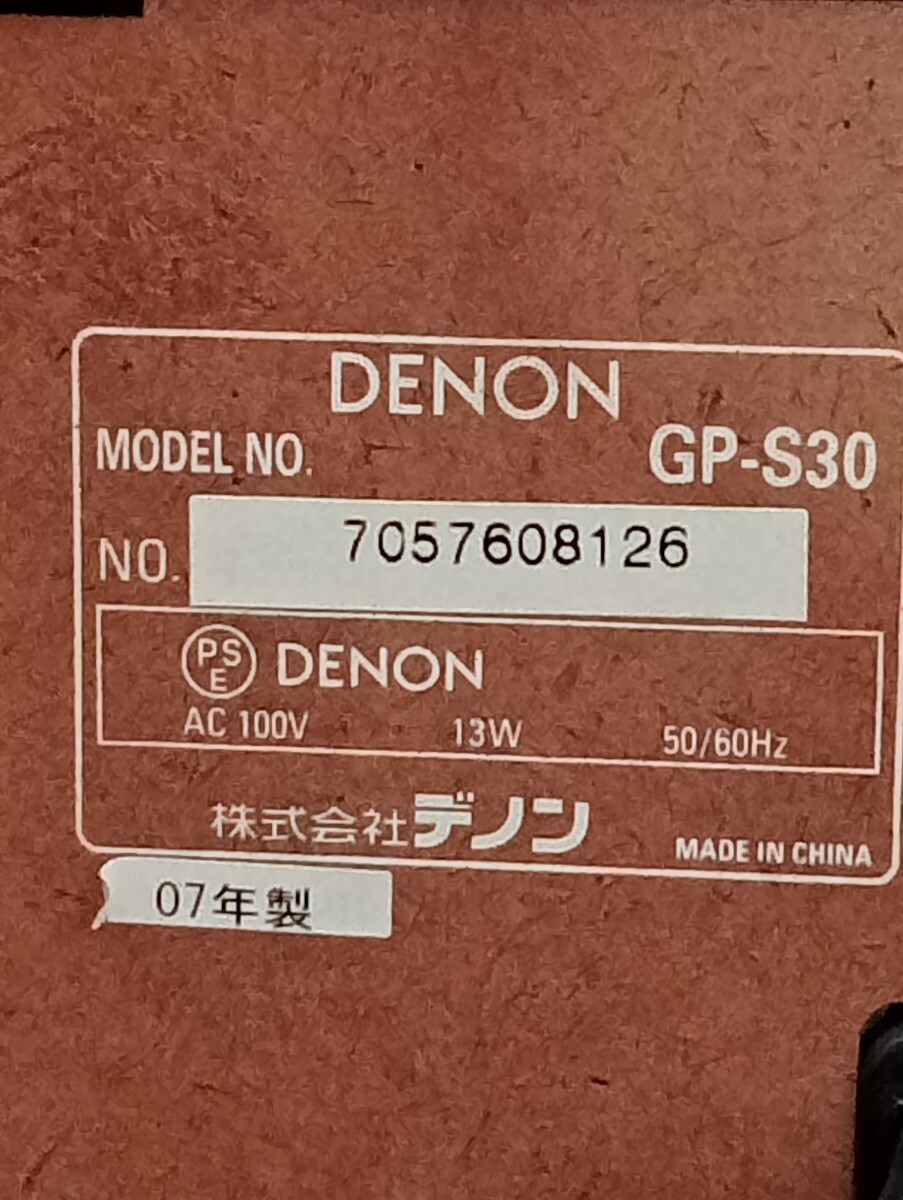 DENON
MODEL NO. GP-S30
NO. 7057608126
PSE DENON
AC 100V 13W 50/60Hz
株式会社デノン
MADE IN CHINA
07年製